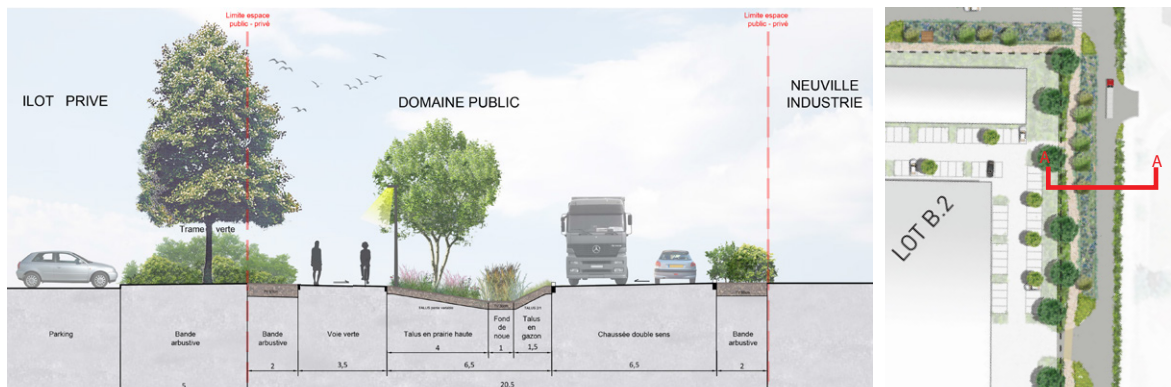 Limite espace
public - privé
Limite espace
public - privé
ILOT PRIVE
DOMAINE PUBLIC
NEUVILLE
INDUSTRIE
Trame verte
Parking
Bande
arbustive
Bande
arbustive
Voie verte
Talus en prairie haute
Fond
de
noue
Talus
en
gazon
Chaussée double sens
Bande
arbustive
4
1
1,5
2
3,5
6,5
6,5
2
5
20,5
A
A
LOT B.2